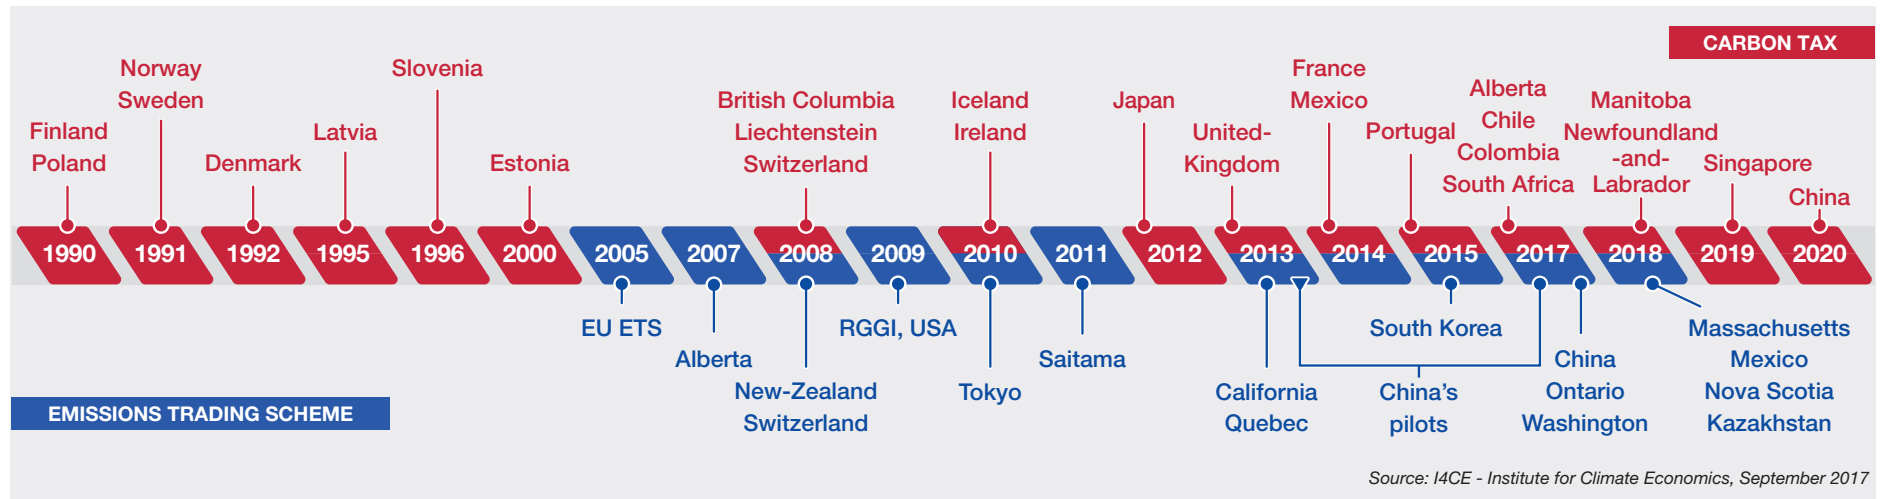 CARBON TAX
Finland
Poland
Norway
Sweden
Denmark
Latvia
Slovenia
Estonia
British Columbia
Liechtenstein
Switzerland
Iceland
Ireland
Japan
United-
Kingdom
France
Mexico
Portugal
Alberta
Chile
Colombia
South Africa
Manitoba
Newfoundland
-and-
Labrador
Singapore
China
1990
1991
1992
1995
1996
2000
2005
2007
2008
2009
2010
2011
2012
2013
2014
2015
2017
2018
2019
2020
EU ETS
Alberta
New-Zealand
Switzerland
RGGI, USA
Tokyo
Saitama
California
Quebec
China's
pilots
South Korea
China
Ontario
Washington
Massachusetts
Mexico
Nova Scotia
Kazakhstan
EMISSIONS TRADING SCHEME
Source: I4CE - Institute for Climate Economics, September 2017